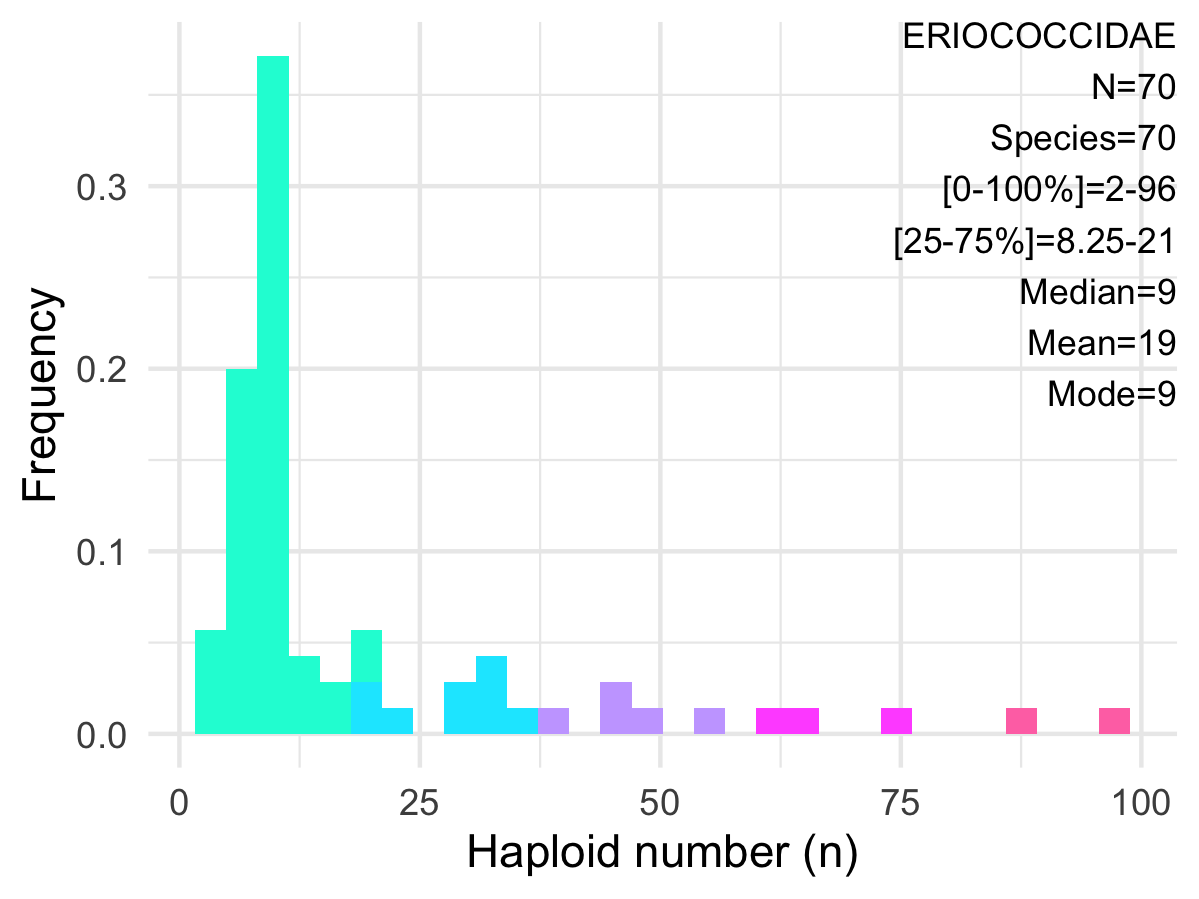 ERIOCOCCIDAE
N=70
Species=70
[0-100%]=2-96
[25-75%]=8.25-21
Median=9
Mean=19
Mode=9
Frequency
0.3
0.2
0.1
0.0
0 25 50 75 100
Haploid number (n)